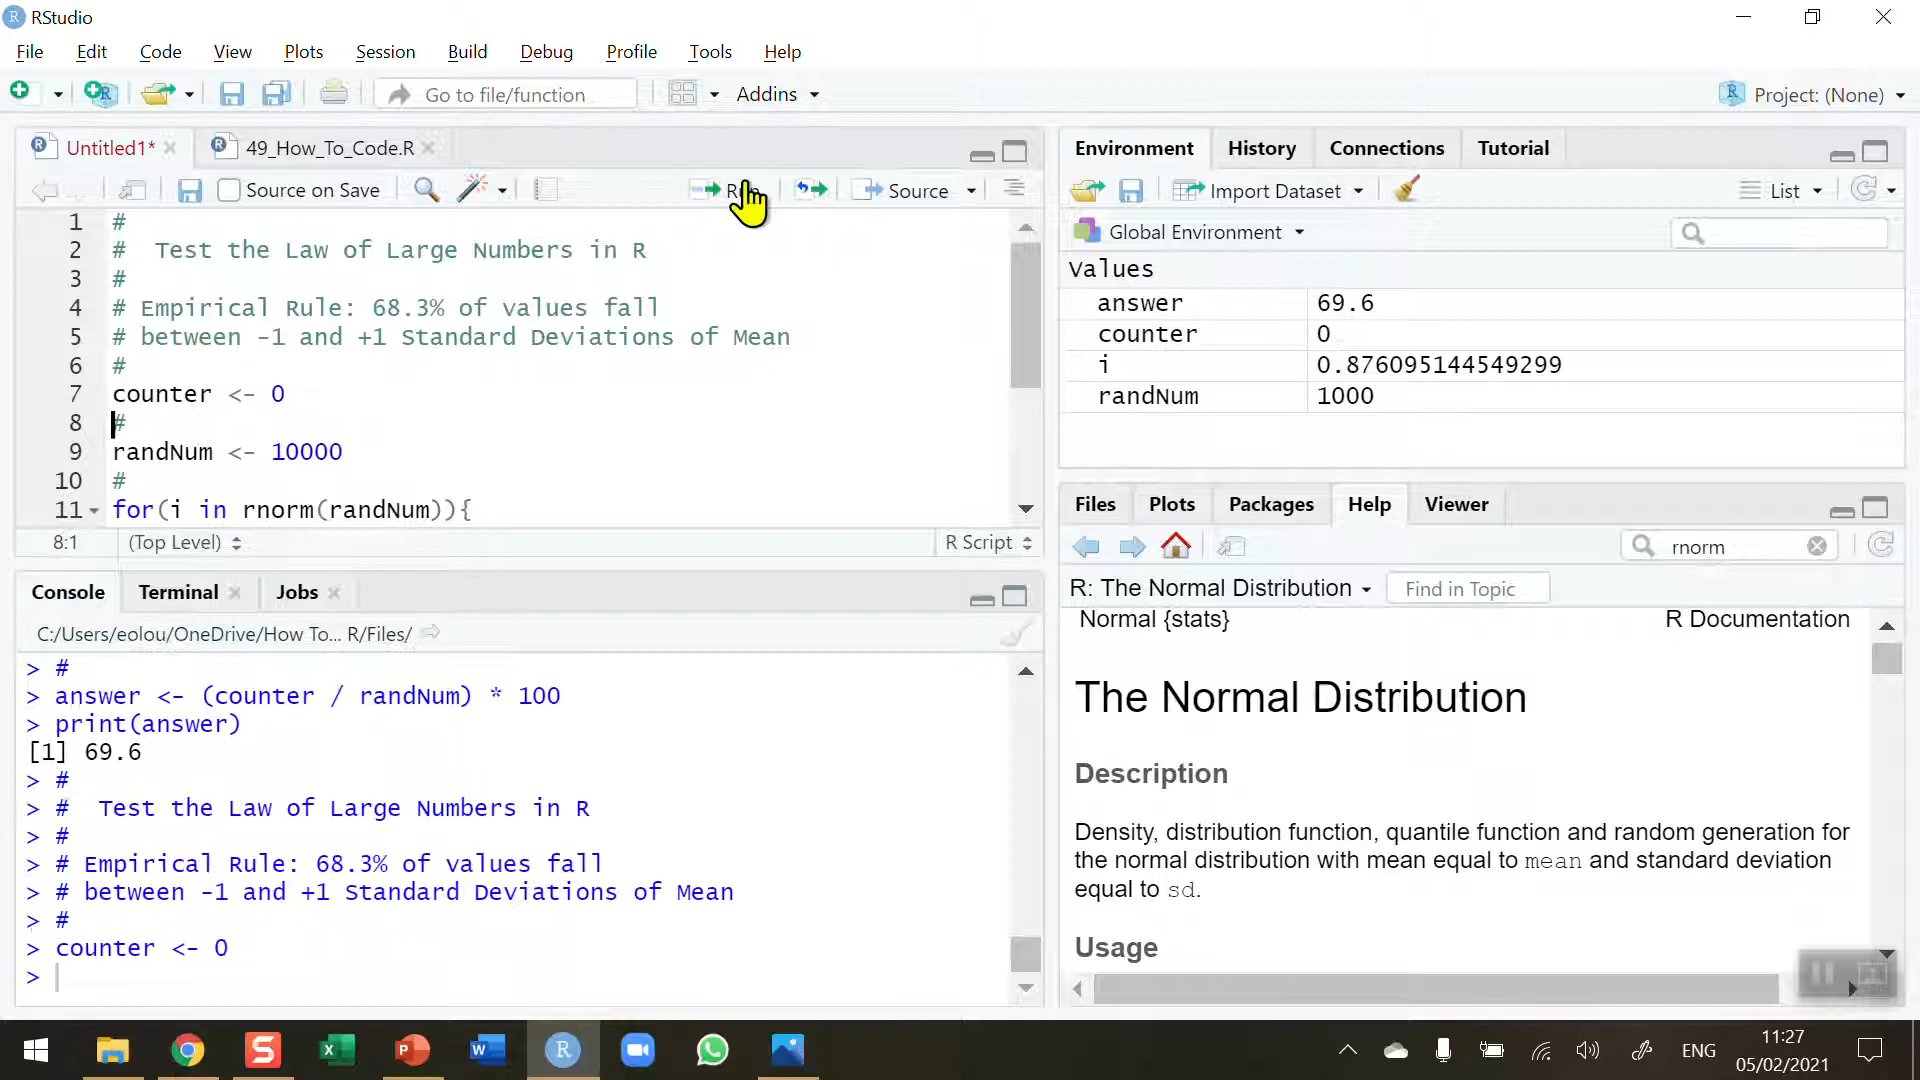 RStudio
File Edit Code View Plots Session Build Debug Profile Tools Help
Go to file/function Addins Project: (None)
Untitled1* 49_How_To_Code.R
Source on Save Source
1 #
2 #  Test the Law of Large Numbers in R
3 #
4 # Empirical Rule: 68.3% of values fall
5 # between -1 and +1 Standard Deviations of Mean
6 #
7 counter <- 0
8 #
9 randNum <- 10000
10 #
11 for(i in rnorm(randNum)){
8:1 (Top Level) R Script
Console Terminal Jobs
C:/Users/eolou/OneDrive/How To... R/Files/
> #
> answer <- (counter / randNum) * 100
> print(answer)
[1] 69.6
> #
> #  Test the Law of Large Numbers in R
> #
> # Empirical Rule: 68.3% of values fall
> # between -1 and +1 Standard Deviations of Mean
> #
> counter <- 0
>
Environment History Connections Tutorial
Import Dataset List
Global Environment
Values
answer 69.6
counter 0
i 0.876095144549299
randNum 1000
Files Plots Packages Help Viewer
rnorm
R: The Normal Distribution Find in Topic
Normal {stats} R Documentation
The Normal Distribution
Description
Density, distribution function, quantile function and random generation for
the normal distribution with mean equal to mean and standard deviation
equal to sd.
Usage
ENG 11:27
05/02/2021